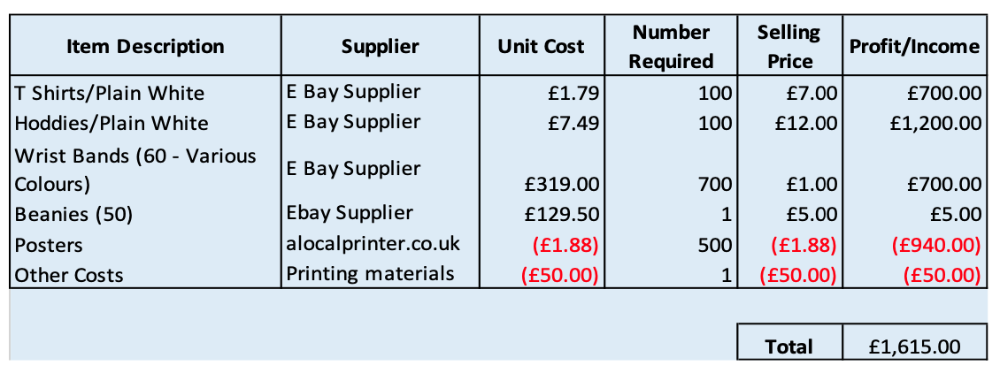 Item Description Supplier Unit Cost Number Required Selling Price Profit/Income
T Shirts/Plain White E Bay Supplier £1.79 100 £7.00 £700.00
Hoddies/Plain White E Bay Supplier £7.49 100 £12.00 £1,200.00
Wrist Bands (60 - Various
Colours) E Bay Supplier £319.00 700 £1.00 £700.00
Beanies (50) Ebay Supplier £129.50 1 £5.00 £5.00
Posters alocalprinter.co.uk (£1.88) 500 (£1.88) (£940.00)
Other Costs Printing materials (£50.00) 1 (£50.00) (£50.00)
Total £1,615.00